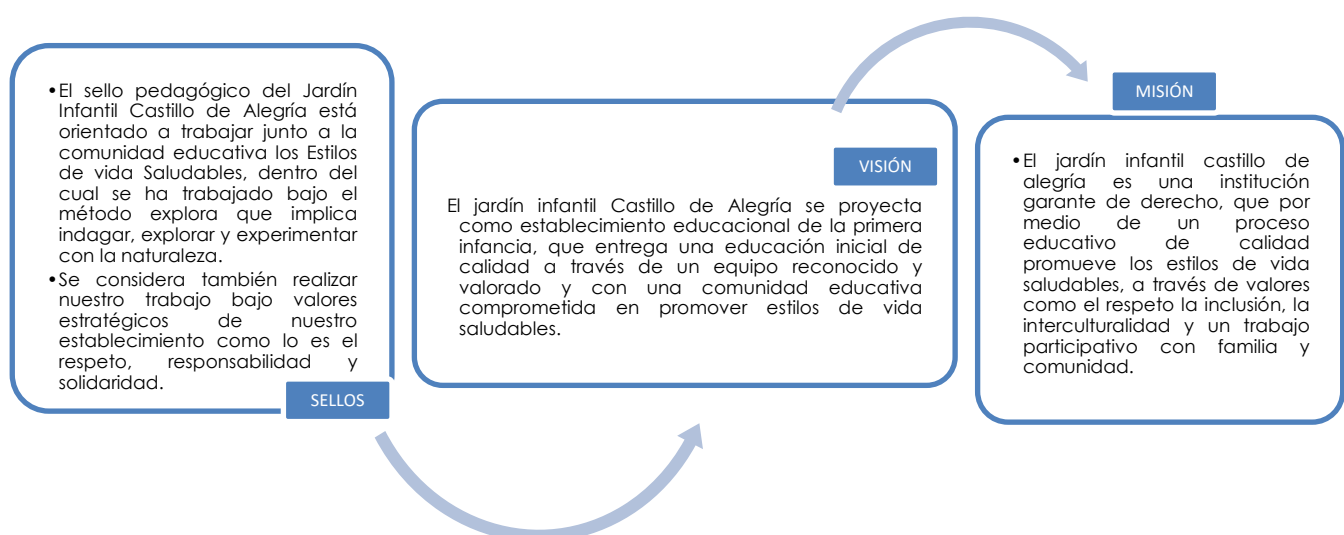 •El sello pedagógico del Jardín
Infantil Castillo de Alegría está
orientado a trabajar junto a la
comunidad educativa los Estilos
de vida Saludables, dentro del
cual se ha trabajado bajo el
método explora que implica
indagar, explorar y experimentar
con la naturaleza.
•Se considera también realizar
nuestro trabajo bajo valores
estratégicos de nuestro
establecimiento como lo es el
respeto, responsabilidad y
solidaridad.
SELLOS
VISIÓN
El jardín infantil Castillo de Alegría se proyecta
como establecimiento educacional de la primera
infancia, que entrega una educación inicial de
calidad a través de un equipo reconocido y
valorado y con una comunidad educativa
comprometida en promover estilos de vida
saludables.
MISIÓN
•El jardín infantil castillo de
alegría es una institución
garante de derecho, que por
medio de un proceso
educativo de calidad
promueve los estilos de vida
saludables, a través de valores
como el respeto la inclusión, la
interculturalidad y un trabajo
participativo con familia y
comunidad.